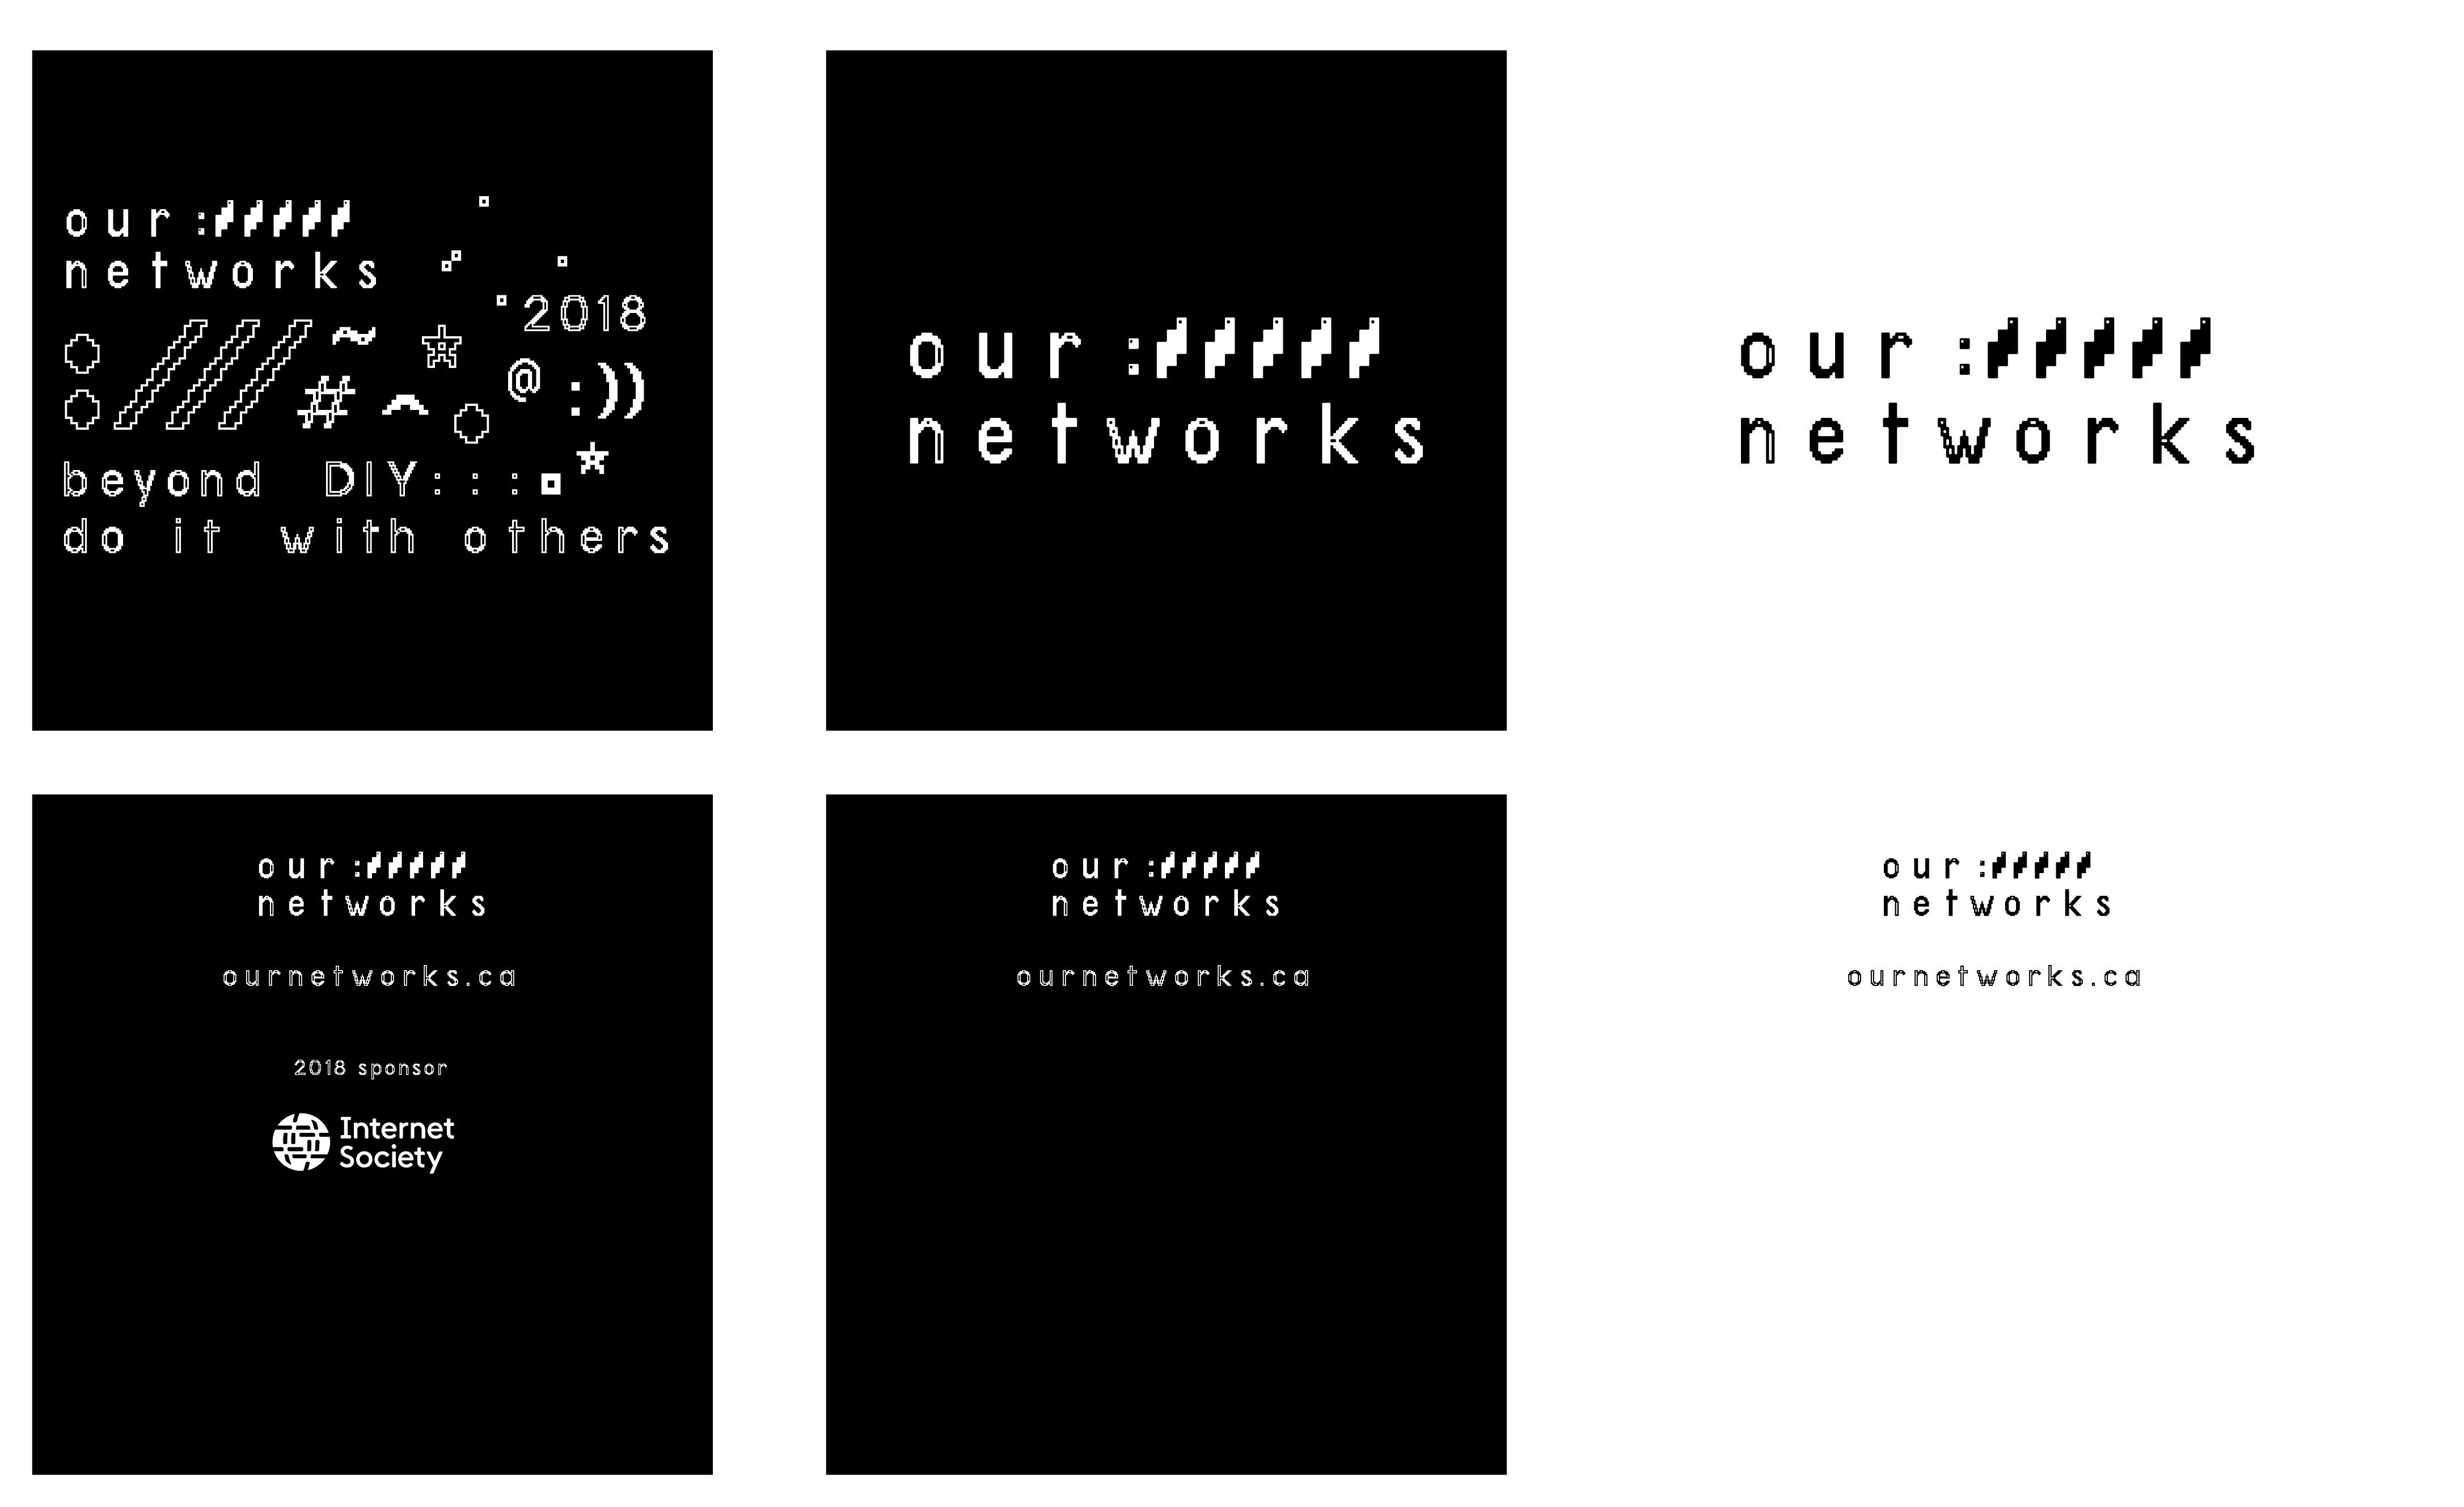 our://///
networks
2018
:///~*
#^o@:))
beyond DIY:::.*
do it with others
our://///
networks
our://///
networks
our://///
networks
ournetworks.ca
2018 sponsor
Internet
Society
our://///
networks
ournetworks.ca
our://///
networks
ournetworks.ca